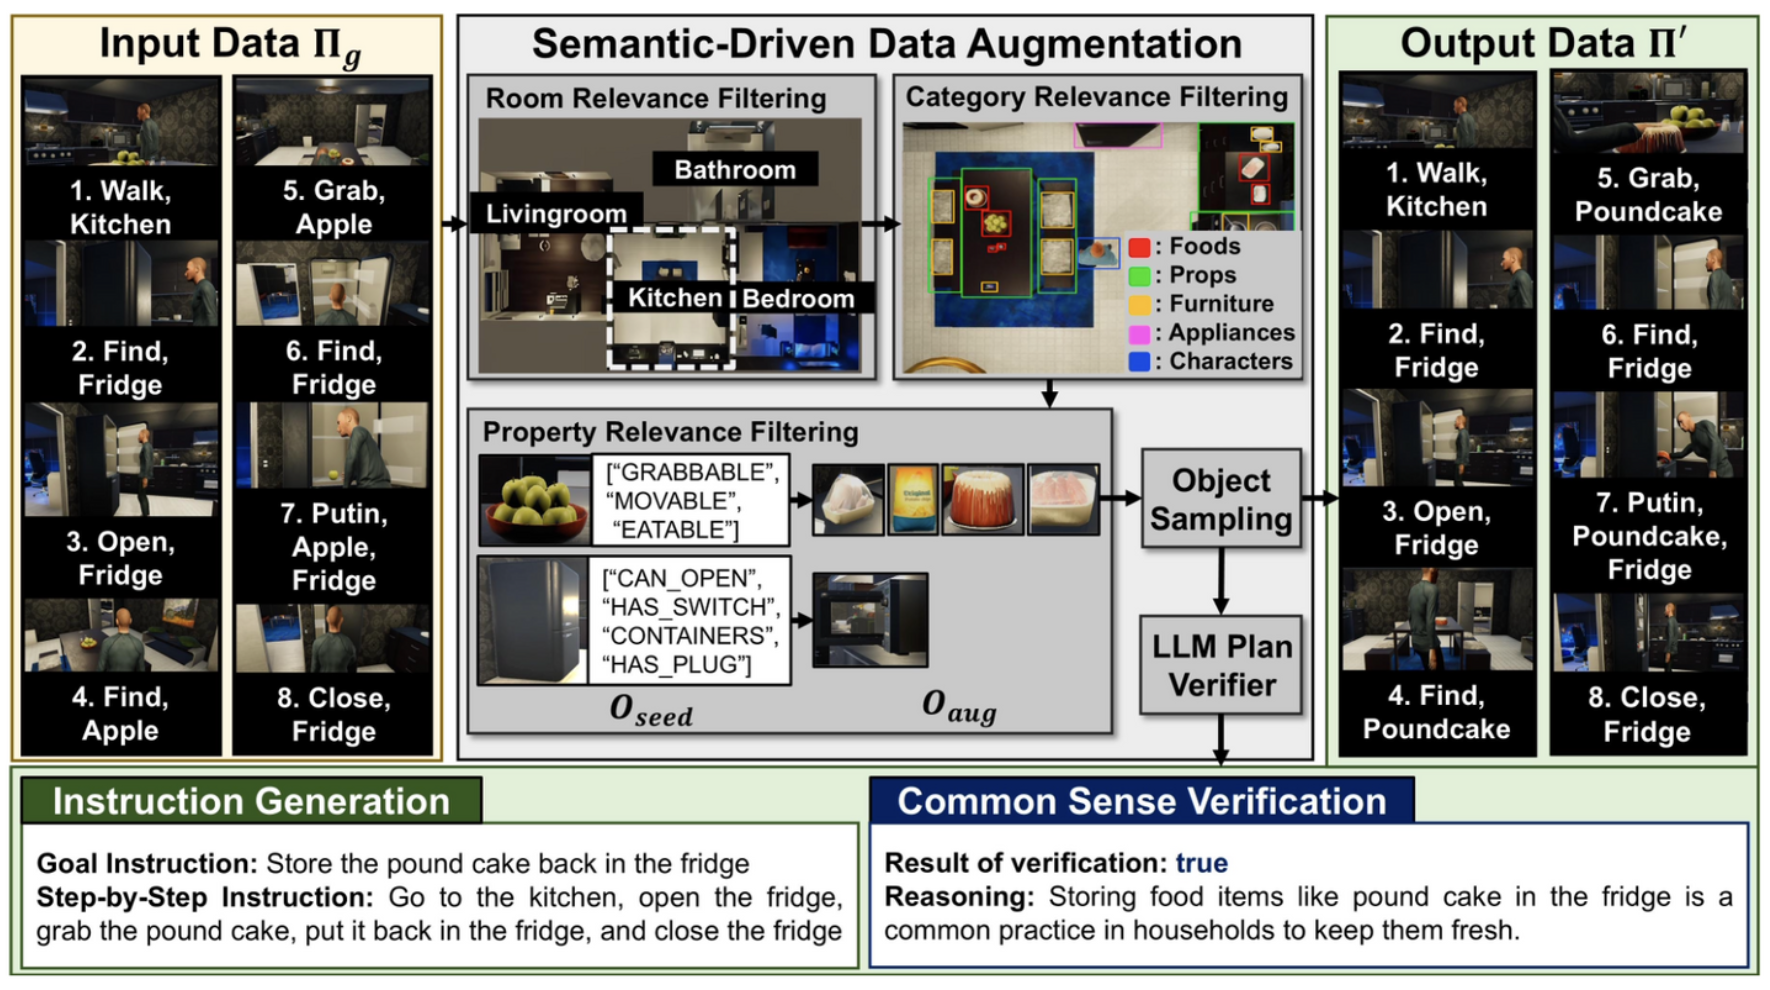 Input Data Π𝑔
1. Walk,
Kitchen
2. Find,
Fridge
3. Open,
Fridge
4. Find,
Apple
5. Grab,
Apple
6. Find,
Fridge
7. Putin,
Apple,
Fridge
8. Close,
Fridge
Semantic-Driven Data Augmentation
Room Relevance Filtering
Bathroom
Livingroom
Kitchen
Bedroom
Category Relevance Filtering
: Foods
: Props
: Furniture
: Appliances
: Characters
Property Relevance Filtering
[“GRABBABLE”,
“MOVABLE”,
“EATABLE”]
[“CAN_OPEN”,
“HAS_SWITCH”,
“CONTAINERS”,
“HAS_PLUG”]
Original
O𝑠𝑒𝑒𝑑
O𝑎𝑢𝑔
Object
Sampling
LLM Plan
Verifier
Output Data Π′
1. Walk,
Kitchen
2. Find,
Fridge
3. Open,
Fridge
4. Find,
Poundcake
5. Grab,
Poundcake
6. Find,
Fridge
7. Putin,
Poundcake,
Fridge
8. Close,
Fridge
Instruction Generation
Goal Instruction: Store the pound cake back in the fridge
Step-by-Step Instruction: Go to the kitchen, open the fridge,
grab the pound cake, put it back in the fridge, and close the fridge
Common Sense Verification
Result of verification: true
Reasoning: Storing food items like pound cake in the fridge is a
common practice in households to keep them fresh.